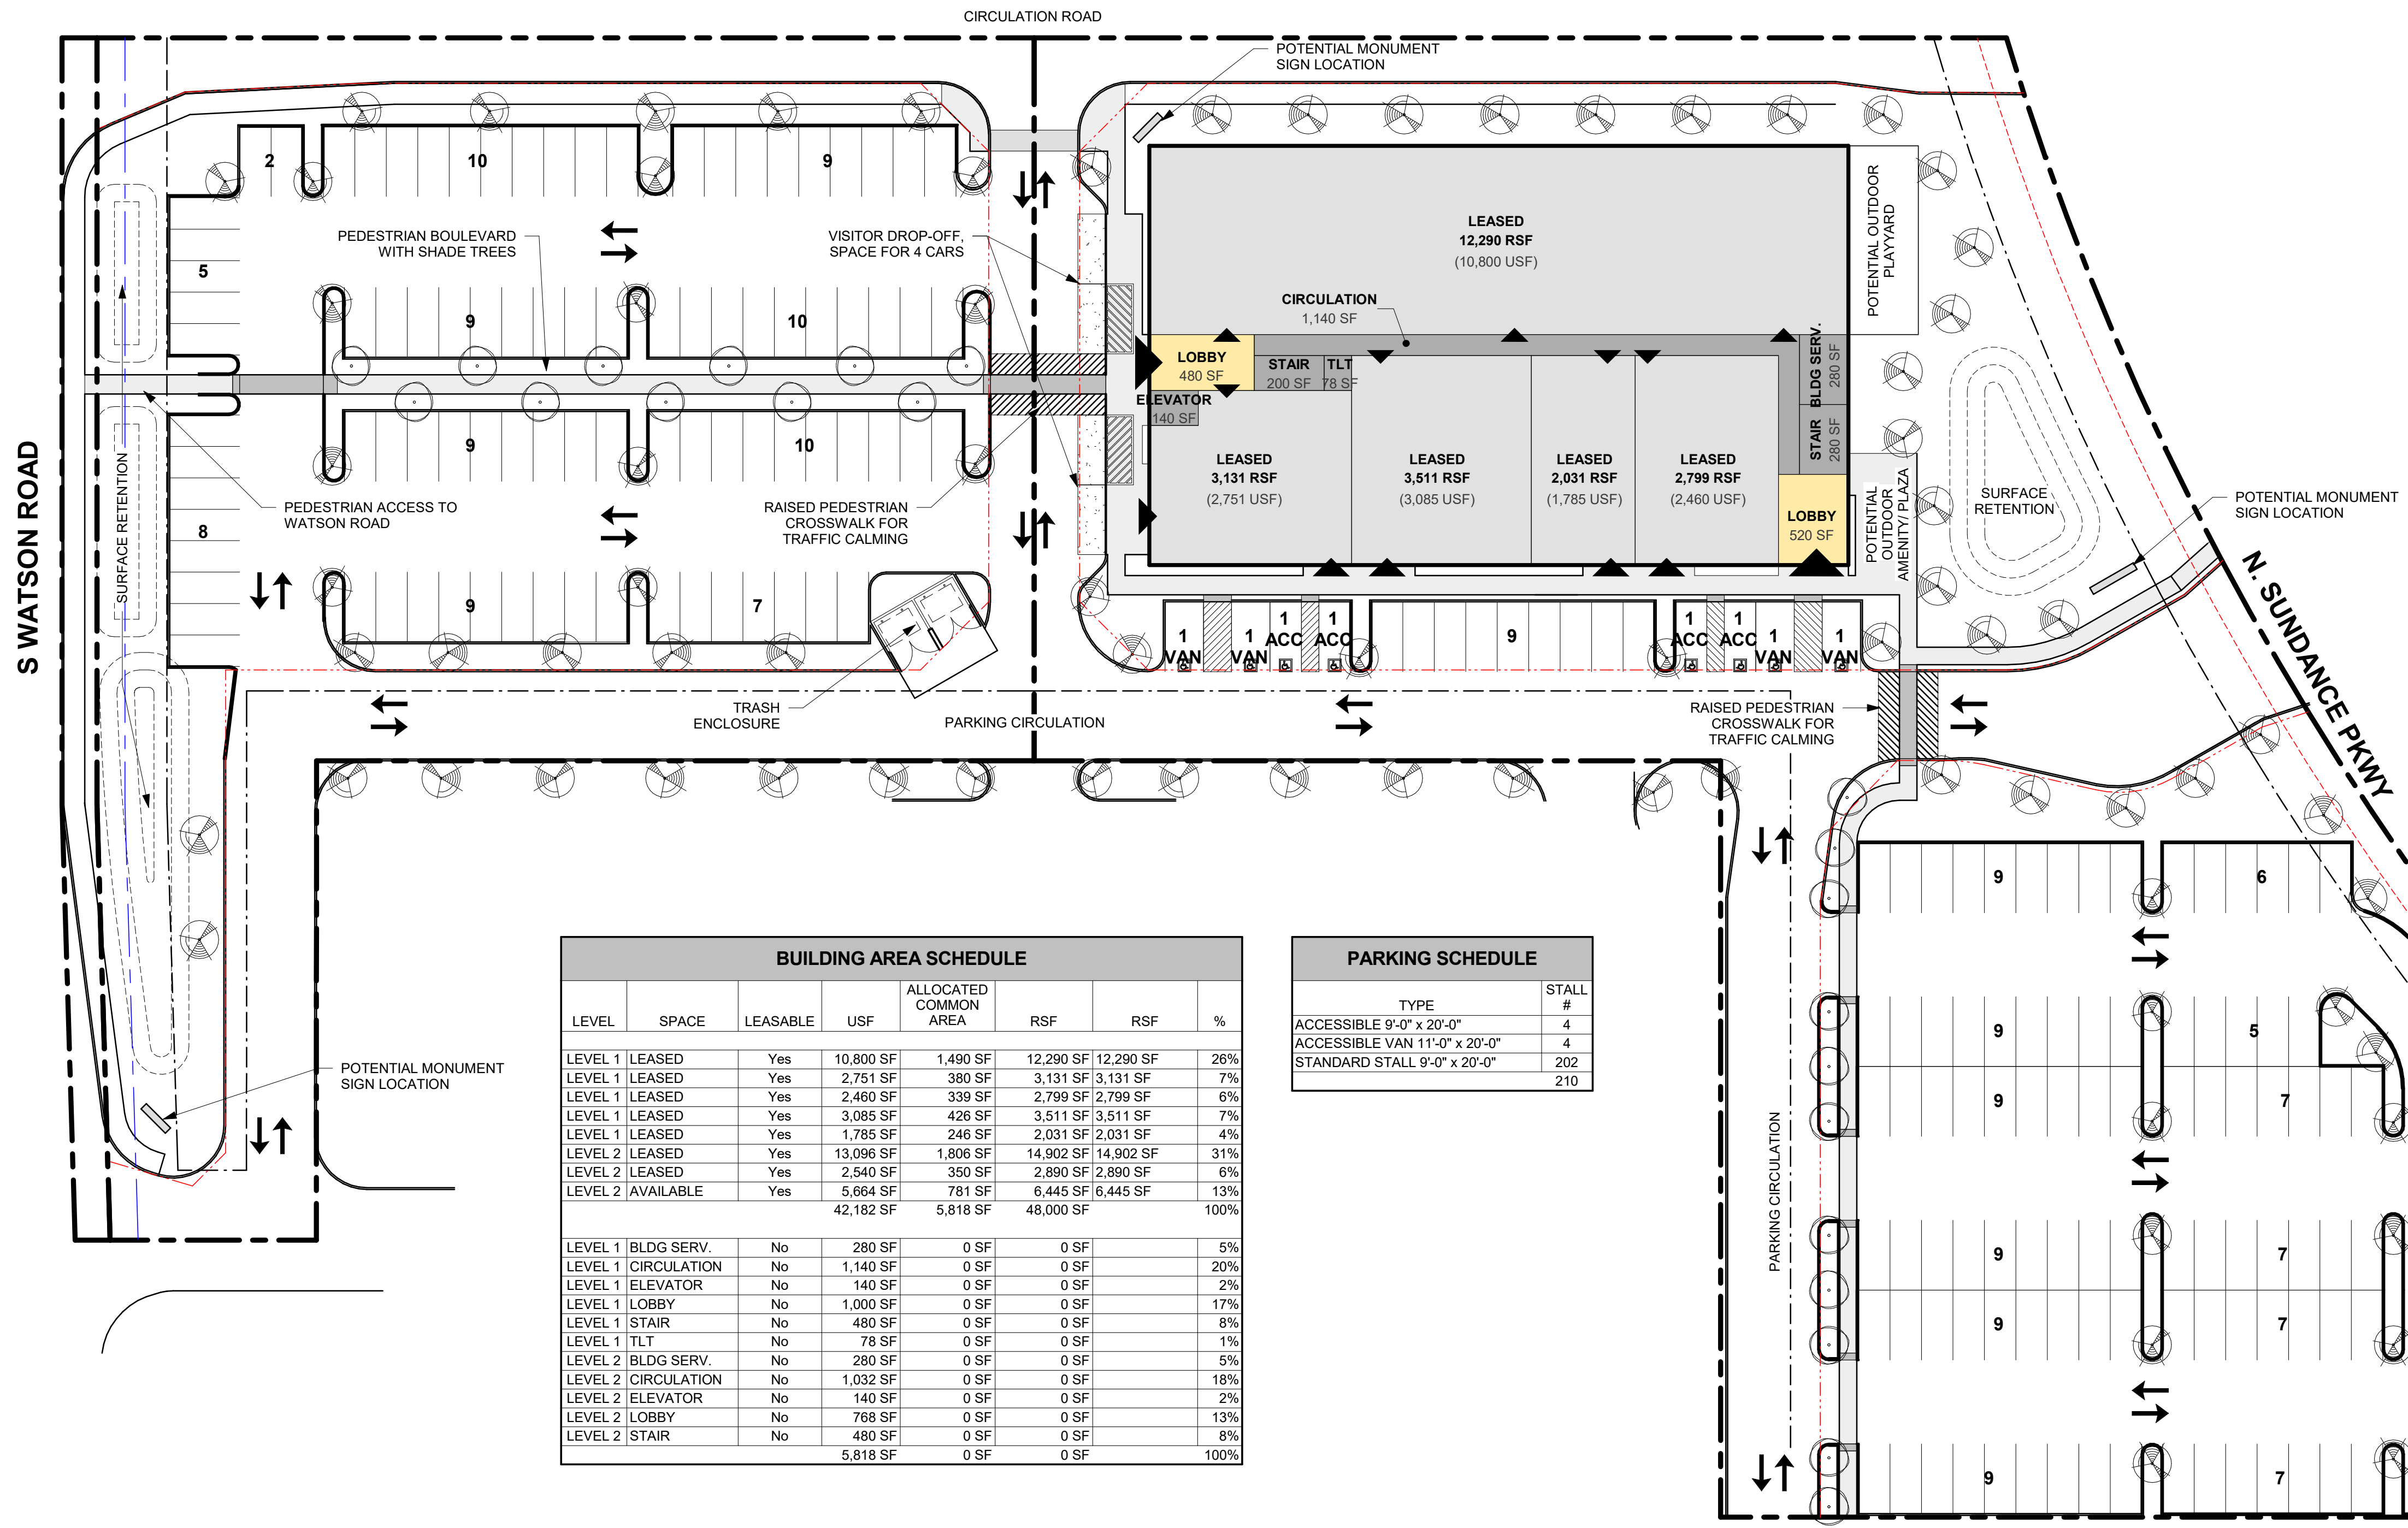 CIRCULATION ROAD
POTENTIAL MONUMENT
SIGN LOCATION
2
10
9
5
PEDESTRIAN BOULEVARD
WITH SHADE TREES
VISITOR DROP-OFF,
SPACE FOR 4 CARS
9
10
LEASED
12,290 RSF
(10,800 USF)
CIRCULATION
1,140 SF
POTENTIAL OUTDOOR
PLAYYARD
LOBBY
480 SF
STAIR
200 SF
TLT
78 SF
ELEVATOR
140 SF
BLDG SERV.
280 SF
STAIR
280 SF
S WATSON ROAD
SURFACE RETENTION
8
PEDESTRIAN ACCESS TO
WATSON ROAD
9
10
RAISED PEDESTRIAN
CROSSWALK FOR
TRAFFIC CALMING
LEASED
3,131 RSF
(2,751 USF)
LEASED
3,511 RSF
(3,085 USF)
LEASED
2,031 RSF
(1,785 USF)
LEASED
2,799 RSF
(2,460 USF)
LOBBY
520 SF
POTENTIAL
OUTDOOR
AMENITY/ PLAZA
SURFACE
RETENTION
POTENTIAL MONUMENT
SIGN LOCATION
N. SUNDANCE PKWY
9
7
1
VAN
1
VAN
1
ACC
1
ACC
9
1
ACC
1
ACC
1
VAN
1
VAN
TRASH
ENCLOSURE
PARKING CIRCULATION
RAISED PEDESTRIAN
CROSSWALK FOR
TRAFFIC CALMING
9
6
9
5
9
7
9
7
9
7
9
7
PARKING CIRCULATION
POTENTIAL MONUMENT
SIGN LOCATION
BUILDING AREA SCHEDULE
LEVEL SPACE LEASABLE USF ALLOCATED COMMON AREA RSF RSF %
LEVEL 1 LEASED Yes 10,800 SF 1,490 SF 12,290 SF 12,290 SF 26%
LEVEL 1 LEASED Yes 2,751 SF 380 SF 3,131 SF 3,131 SF 7%
LEVEL 1 LEASED Yes 2,460 SF 339 SF 2,799 SF 2,799 SF 6%
LEVEL 1 LEASED Yes 3,085 SF 426 SF 3,511 SF 3,511 SF 7%
LEVEL 1 LEASED Yes 1,785 SF 246 SF 2,031 SF 2,031 SF 4%
LEVEL 2 LEASED Yes 13,096 SF 1,806 SF 14,902 SF 14,902 SF 31%
LEVEL 2 LEASED Yes 2,540 SF 350 SF 2,890 SF 2,890 SF 6%
LEVEL 2 AVAILABLE Yes 5,664 SF 781 SF 6,445 SF 6,445 SF 13%
42,182 SF 5,818 SF 48,000 SF 100%
LEVEL 1 BLDG SERV. No 280 SF 0 SF 0 SF 5%
LEVEL 1 CIRCULATION No 1,140 SF 0 SF 0 SF 20%
LEVEL 1 ELEVATOR No 140 SF 0 SF 0 SF 2%
LEVEL 1 LOBBY No 1,000 SF 0 SF 0 SF 17%
LEVEL 1 STAIR No 480 SF 0 SF 0 SF 8%
LEVEL 1 TLT No 78 SF 0 SF 0 SF 1%
LEVEL 2 BLDG SERV. No 280 SF 0 SF 0 SF 5%
LEVEL 2 CIRCULATION No 1,032 SF 0 SF 0 SF 18%
LEVEL 2 ELEVATOR No 140 SF 0 SF 0 SF 2%
LEVEL 2 LOBBY No 768 SF 0 SF 0 SF 13%
LEVEL 2 STAIR No 480 SF 0 SF 0 SF 8%
5,818 SF 0 SF 0 SF 100%
PARKING SCHEDULE
TYPE STALL #
ACCESSIBLE 9'-0" x 20'-0" 4
ACCESSIBLE VAN 11'-0" x 20'-0" 4
STANDARD STALL 9'-0" x 20'-0" 202
210